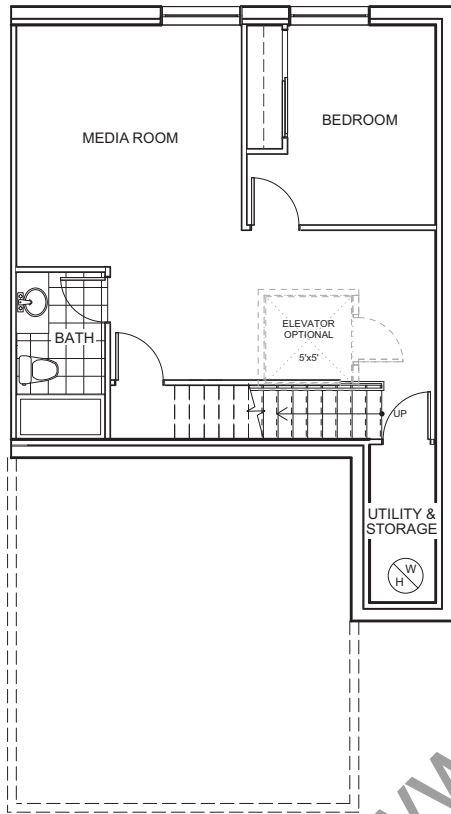 MEDIA ROOM
BEDROOM
ELEVATOR
OPTIONAL
5'x5'
BATH
UP
UTILITY &
STORAGE
W
H